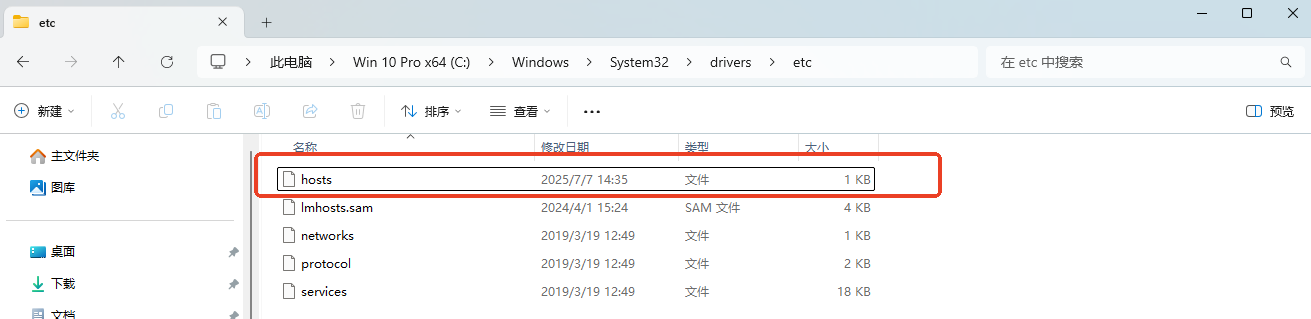 etc
此电脑 > Win 10 Pro x64 (C:) > Windows > System32 > drivers > etc
在 etc 中搜索
新建 排序 查看 ... 预览
名称 修改日期 类型 大小
主文件夹
图库
桌面
下载
文档
hosts 2025/7/7 14:35 文件 1 KB
lmhosts.sam 2024/4/1 15:24 SAM 文件 4 KB
networks 2019/3/19 12:49 文件 1 KB
protocol 2019/3/19 12:49 文件 2 KB
services 2019/3/19 12:49 文件 18 KB